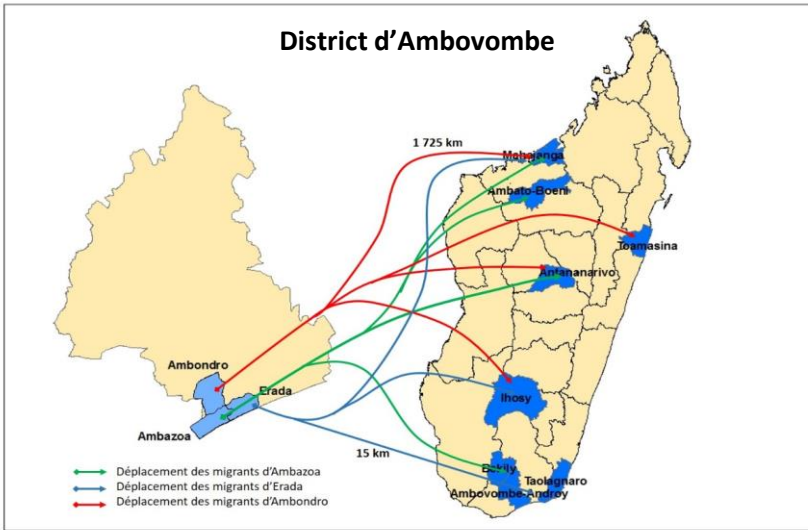 District d’Ambovombe
1 725 km
Mahajanga
Ambato-Boeni
Toamasina
Antananarivo
Ambondro
Erada
Ihosy
Ambazoa
15 km
Bekily
Taolagnaro
Ambovombe-Androy
Déplacement des migrants d’Ambazoa
Déplacement des migrants d’Erada
Déplacement des migrants d’Ambondro